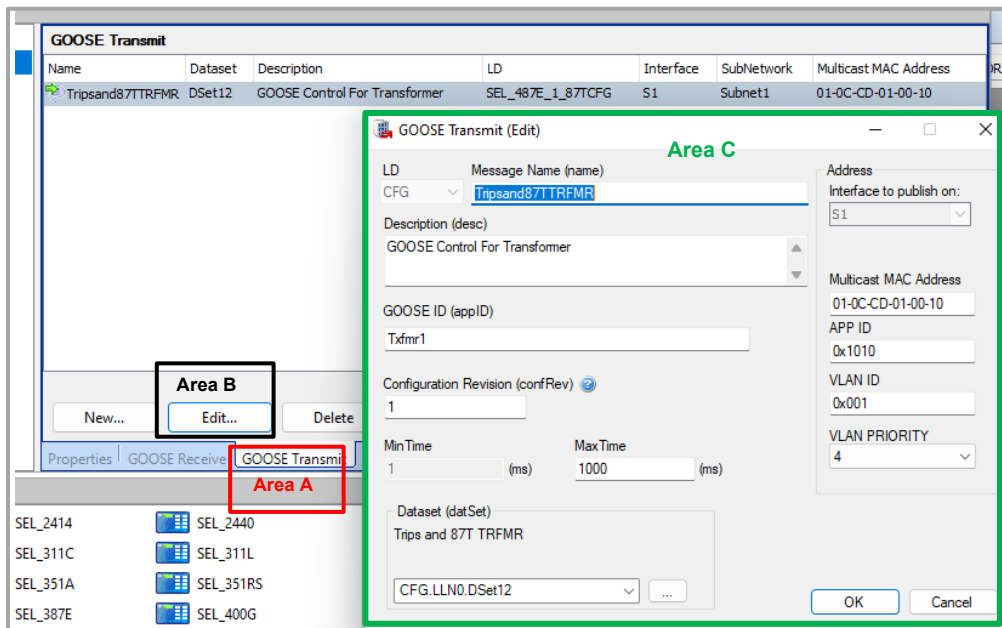 GOOSE Transmit
Name Dataset Description LD Interface SubNetwork Multicast MAC Address
Tripsand87TTRFMR DSet12 GOOSE Control For Transformer SEL_487E_1_87TCFG S1 Subnet1 01-0C-CD-01-00-10
GOOSE Transmit (Edit)
Area C
LD Message Name (name)
CFG Tripsand87TTRFMR
Description (desc)
GOOSE Control For Transformer
GOOSE ID (appID)
Txfmr1
Configuration Revision (confRev)
1
MinTime MaxTime
1 (ms) 1000 (ms)
Dataset (datSet)
Trips and 87T TRFMR
CFG.LLN0.DSet12 ...
Address
Interface to publish on:
S1
Multicast MAC Address
01-0C-CD-01-00-10
APP ID
0x1010
VLAN ID
0x001
VLAN PRIORITY
4
OK Cancel
Area B
New... Edit... Delete
Properties GOOSE Receive GOOSE Transmit
Area A
SEL_2414 SEL_2440
SEL_311C SEL_311L
SEL_351A SEL_351RS
SEL_387E SEL_400G